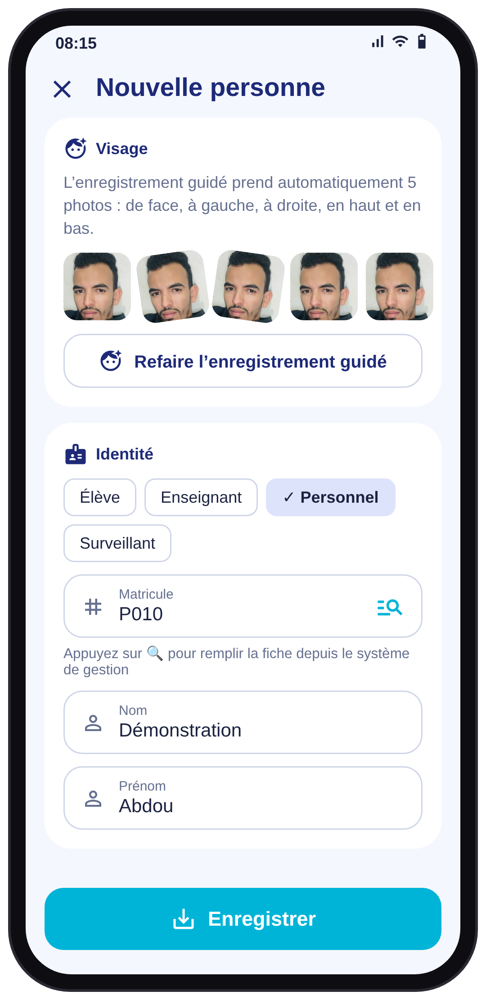 08:15
Nouvelle personne
Visage
L’enregistrement guidé prend automatiquement 5
photos : de face, à gauche, à droite, en haut et en
bas.
Refaire l’enregistrement guidé
Identité
Élève
Enseignant
✓ Personnel
Surveillant
Matricule
P010
Appuyez sur 🔍 pour remplir la fiche depuis le système
de gestion
Nom
Démonstration
Prénom
Abdou
Enregistrer